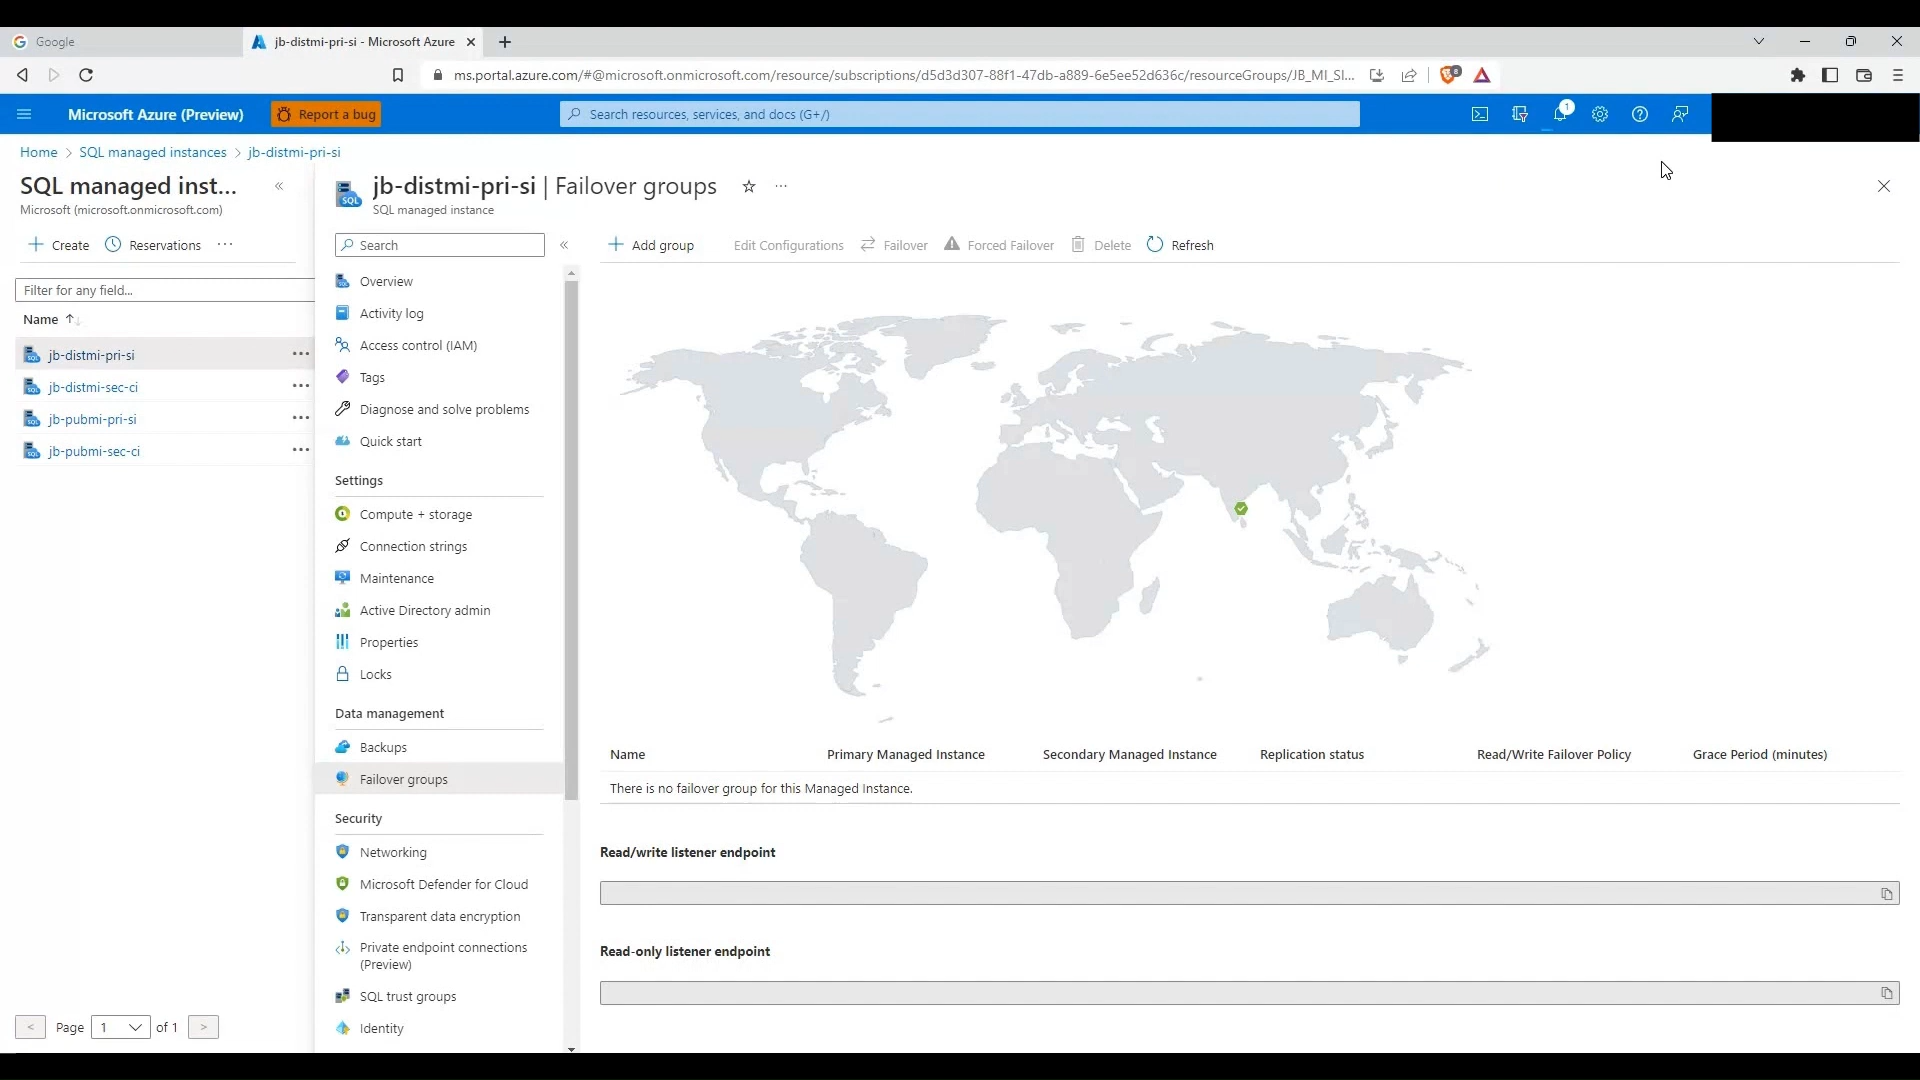 Google
jb-distmi-pri-si - Microsoft Azure
ms.portal.azure.com/#@microsoft.onmicrosoft.com/resource/subscriptions/d5d3d307-88f1-47db-a889-6e5ee52d636c/resourceGroups/JB_MI_SI...
8
Microsoft Azure (Preview)
Report a bug
Search resources, services, and docs (G+/)
1
Home > SQL managed instances > jb-distmi-pri-si
SQL managed inst...
Microsoft (microsoft.onmicrosoft.com)
Create
Reservations
Filter for any field...
Name
jb-distmi-pri-si
jb-distmi-sec-ci
jb-pubmi-pri-si
jb-pubmi-sec-ci
< Page 1 of 1 >
jb-distmi-pri-si | Failover groups
SQL managed instance
Search
Overview
Activity log
Access control (IAM)
Tags
Diagnose and solve problems
Quick start
Settings
Compute + storage
Connection strings
Maintenance
Active Directory admin
Properties
Locks
Data management
Backups
Failover groups
Security
Networking
Microsoft Defender for Cloud
Transparent data encryption
Private endpoint connections
(Preview)
SQL trust groups
Identity
Add group
Edit Configurations
Failover
Forced Failover
Delete
Refresh
Name Primary Managed Instance Secondary Managed Instance Replication status Read/Write Failover Policy Grace Period (minutes)
There is no failover group for this Managed Instance.
Read/write listener endpoint
Read-only listener endpoint